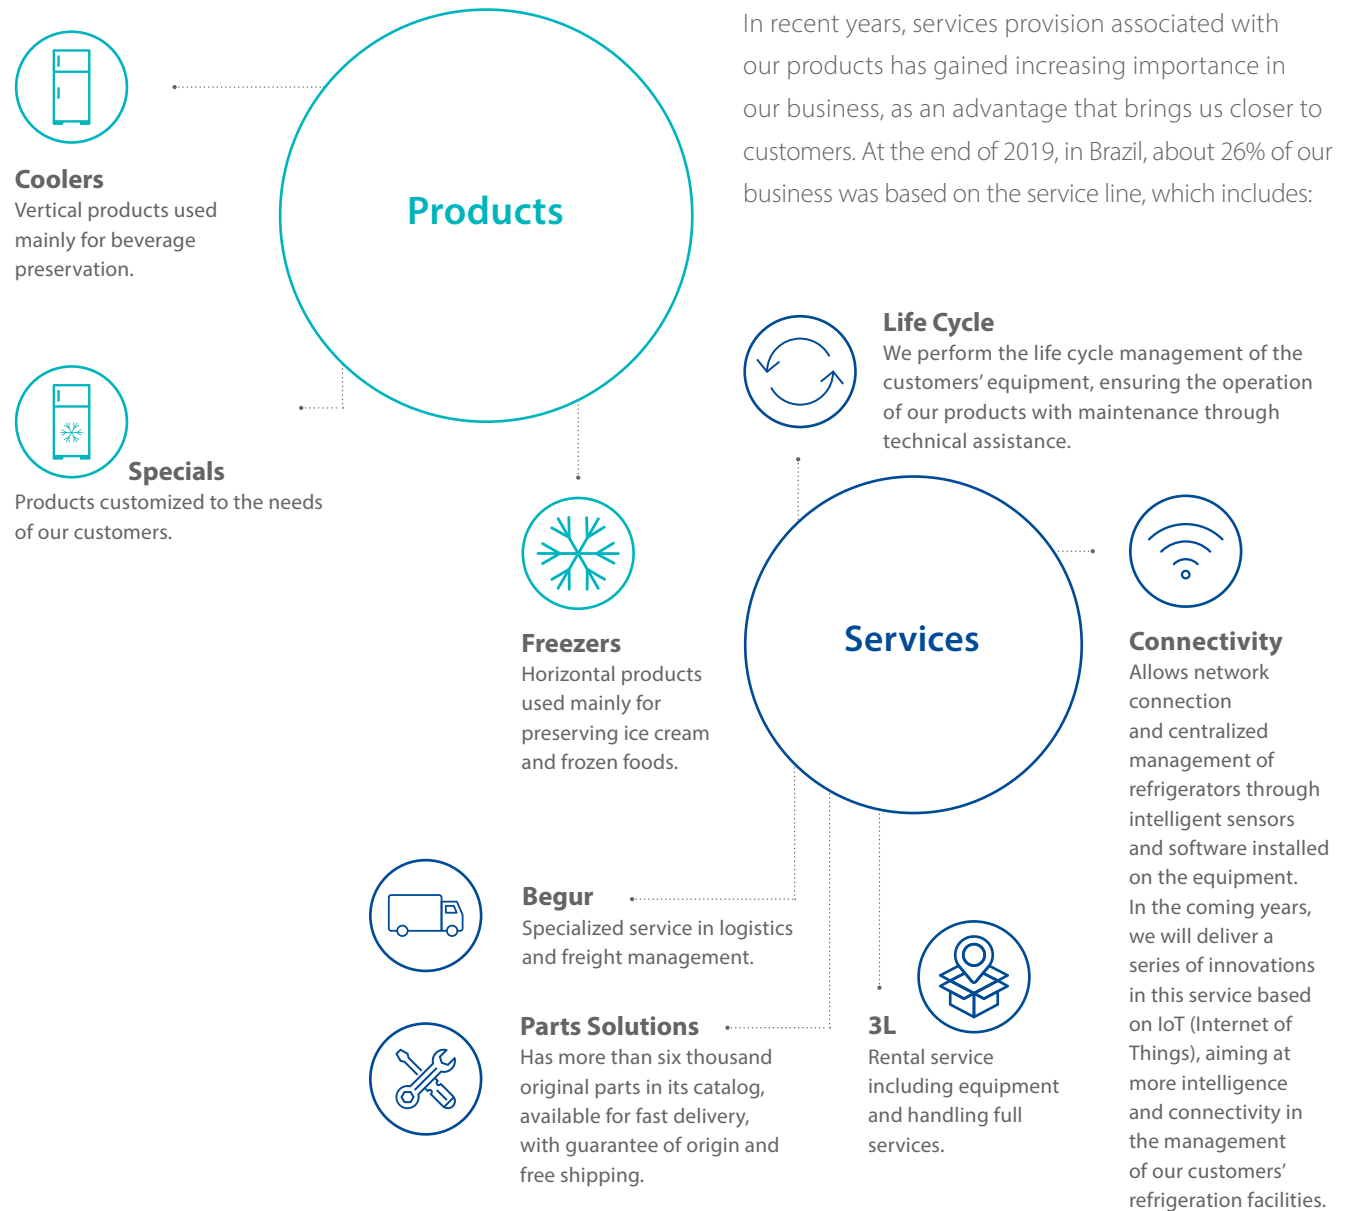 In recent years, services provision associated with
our products has gained increasing importance in
our business, as an advantage that brings us closer to
customers. At the end of 2019, in Brazil, about 26% of our
business was based on the service line, which includes:
Products
Coolers
Vertical products used
mainly for beverage
preservation.
Specials
Products customized to the needs
of our customers.
Freezers
Horizontal products
used mainly for
preserving ice cream
and frozen foods.
Services
Life Cycle
We perform the life cycle management of the
customers’ equipment, ensuring the operation
of our products with maintenance through
technical assistance.
Connectivity
Allows network
connection
and centralized
management of
refrigerators through
intelligent sensors
and software installed
on the equipment.
In the coming years,
we will deliver a
series of innovations
in this service based
on IoT (Internet of
Things), aiming at
more intelligence
and connectivity in
the management
of our customers’
refrigeration facilities.
Begur
Specialized service in logistics
and freight management.
Parts Solutions
Has more than six thousand
original parts in its catalog,
available for fast delivery,
with guarantee of origin and
free shipping.
3L
Rental service
including equipment
and handling full
services.